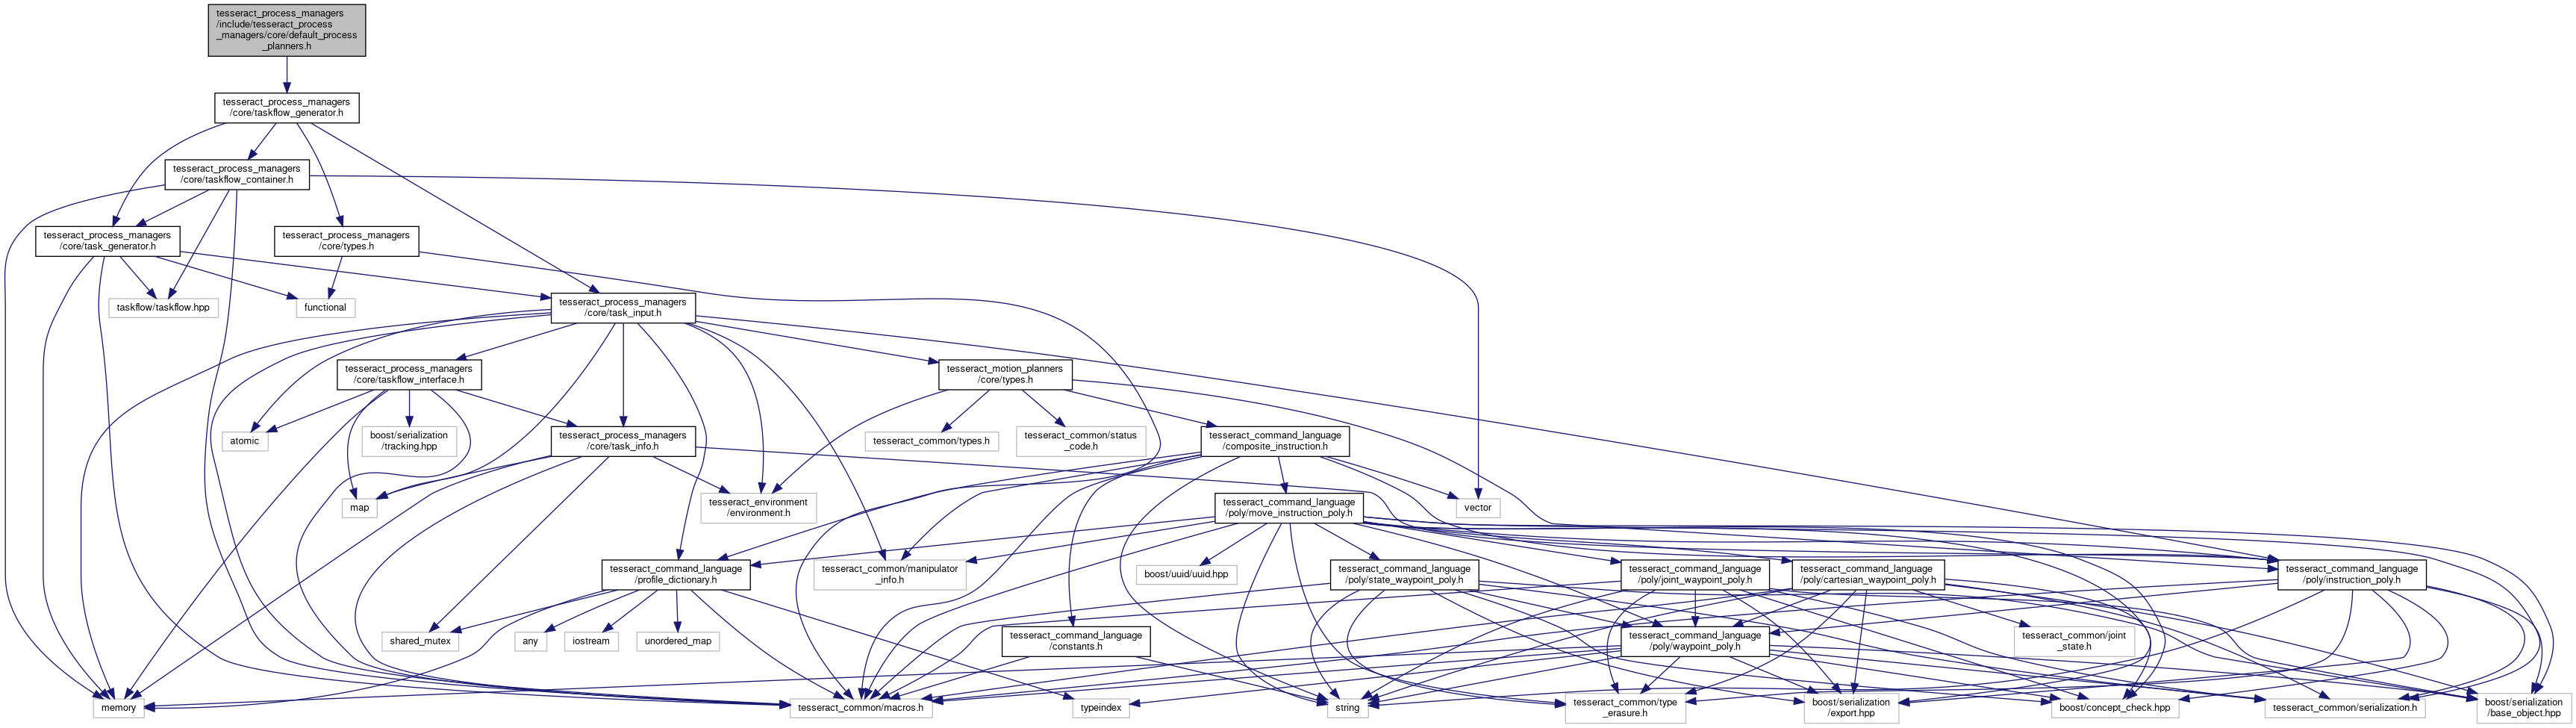 tesseract_process_managers
/include/tesseract_process
_managers/core/default_process
_planners.h
tesseract_process_managers
/core/taskflow_generator.h
tesseract_process_managers
/core/taskflow_container.h
tesseract_process_managers
/core/task_generator.h
tesseract_process_managers
/core/types.h
taskflow/taskflow.hpp
functional
tesseract_process_managers
/core/task_input.h
tesseract_process_managers
/core/taskflow_interface.h
tesseract_motion_planners
/core/types.h
atomic
boost/serialization
/tracking.hpp
tesseract_process_managers
/core/task_info.h
tesseract_common/types.h
tesseract_common/status
_code.h
tesseract_command_language
/composite_instruction.h
map
tesseract_environment
/environment.h
tesseract_command_language
/poly/move_instruction_poly.h
vector
tesseract_command_language
/profile_dictionary.h
tesseract_common/manipulator
_info.h
boost/uuid/uuid.hpp
tesseract_command_language
/poly/state_waypoint_poly.h
tesseract_command_language
/poly/joint_waypoint_poly.h
tesseract_command_language
/poly/cartesian_waypoint_poly.h
tesseract_command_language
/poly/instruction_poly.h
shared_mutex
any
iostream
unordered_map
tesseract_command_language
/constants.h
tesseract_command_language
/poly/waypoint_poly.h
tesseract_common/joint
_state.h
memory
tesseract_common/macros.h
typeindex
string
tesseract_common/type
_erasure.h
boost/serialization
/export.hpp
boost/concept_check.hpp
tesseract_common/serialization.h
boost/serialization
/base_object.hpp